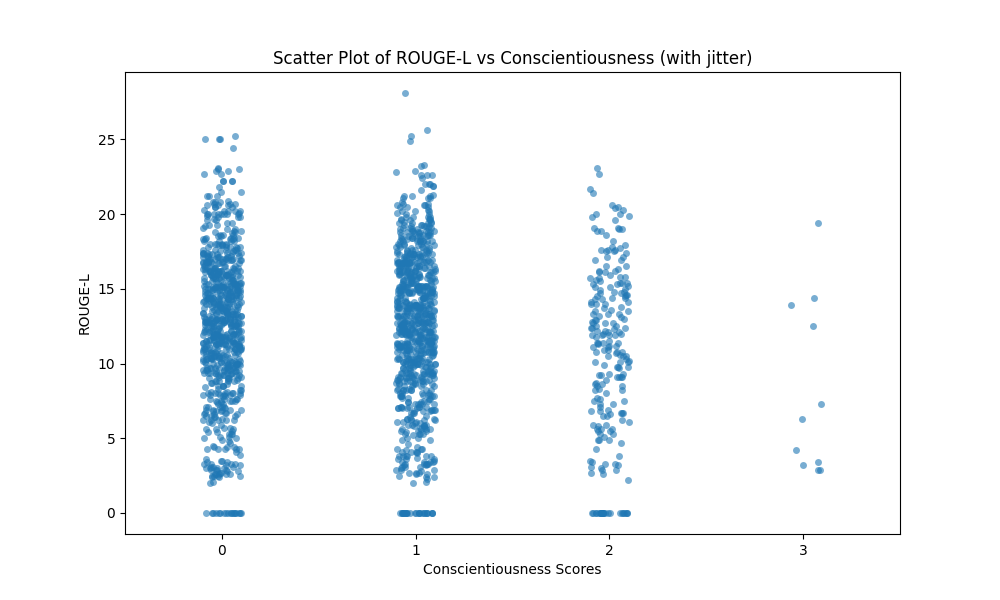 Scatter Plot of ROUGE-L vs Conscientiousness (with jitter)
25
20
15
10
5
0
ROUGE-L
0 1 2 3
Conscientiousness Scores